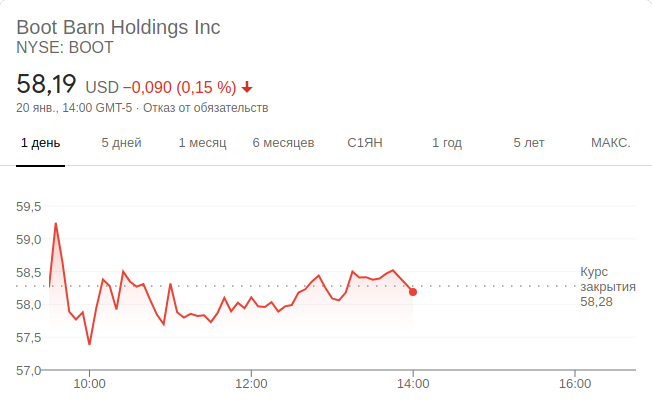 Boot Barn Holdings Inc
NYSE: BOOT
58,19 USD −0,090 (0,15 %)
20 янв., 14:00 GMT-5 · Отказ от обязательств
1 день 5 дней 1 месяц 6 месяцев С1ЯН 1 год 5 лет МАКС.
59,5
59,0
58,5
58,0
57,5
57,0
Курс
закрытия
58,28
10:00 12:00 14:00 16:00